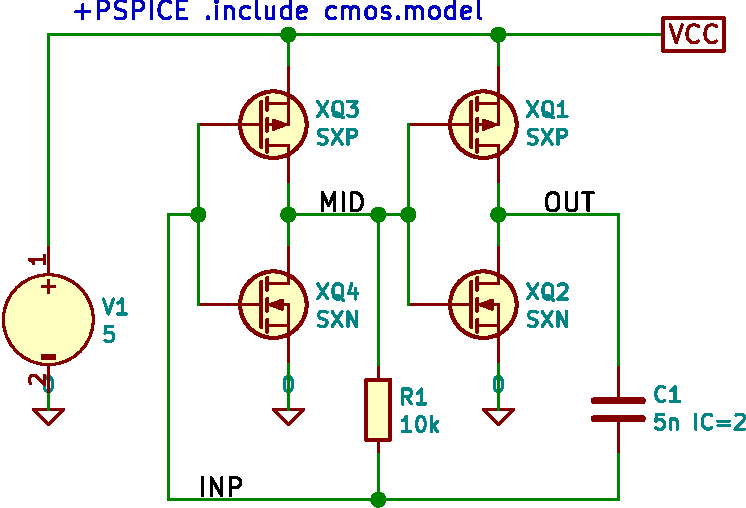 +PSPICE .include cmos.model
VCC
XQ3
SXP
XQ1
SXP
MID
OUT
1
V1
5
2
0
XQ4
SXN
0
XQ2
SXN
0
R1
10k
C1
5n IC=2
INP